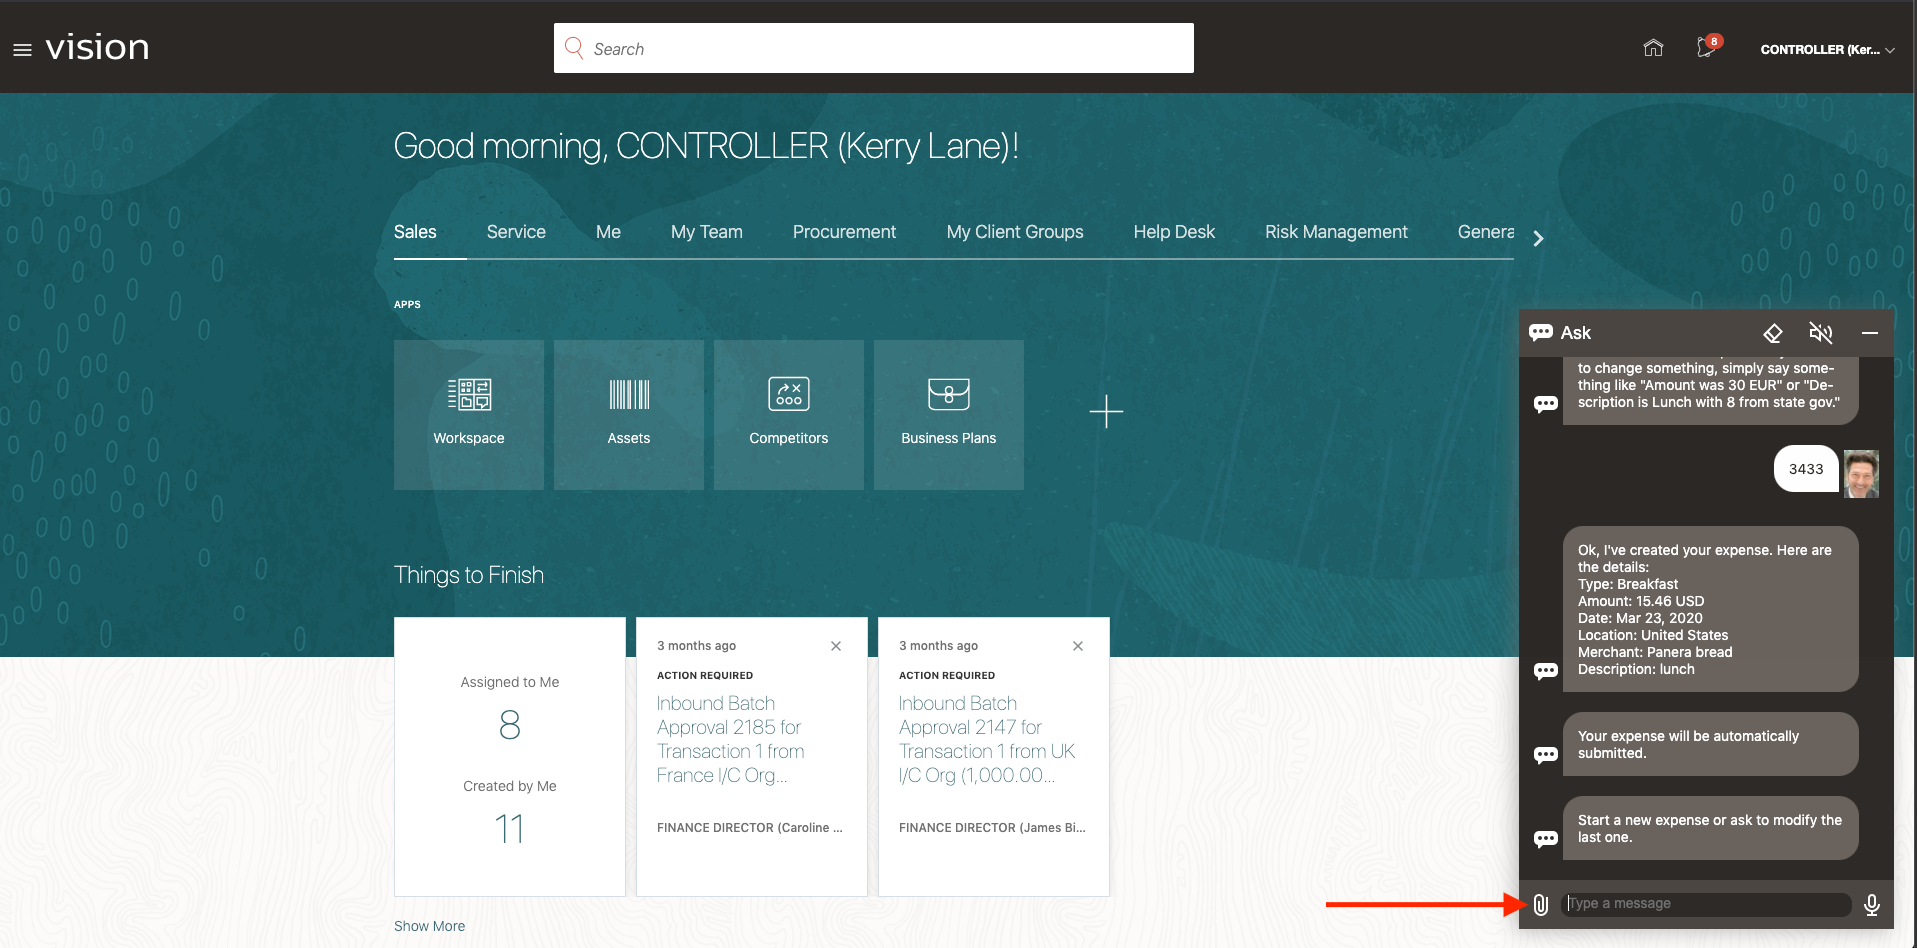 vision
Search
8
CONTROLLER (Ker...
Good morning, CONTROLLER (Kerry Lane)!
Sales
Service
Me
My Team
Procurement
My Client Groups
Help Desk
Risk Management
Genera
APPS
Workspace
Assets
Competitors
Business Plans
Things to Finish
Assigned to Me
8
Created by Me
11
3 months ago
ACTION REQUIRED
Inbound Batch
Approval 2185 for
Transaction 1 from
France I/C Org...
FINANCE DIRECTOR (Caroline ...
3 months ago
ACTION REQUIRED
Inbound Batch
Approval 2147 for
Transaction 1 from UK
I/C Org (1,000.00...
FINANCE DIRECTOR (James Bi...
Show More
Ask
to change something, simply say some-
thing like "Amount was 30 EUR" or "De-
scription is Lunch with 8 from state gov."
3433
Ok, I've created your expense. Here are
the details:
Type: Breakfast
Amount: 15.46 USD
Date: Mar 23, 2020
Location: United States
Merchant: Panera bread
Description: lunch
Your expense will be automatically
submitted.
Start a new expense or ask to modify the
last one.
Type a message